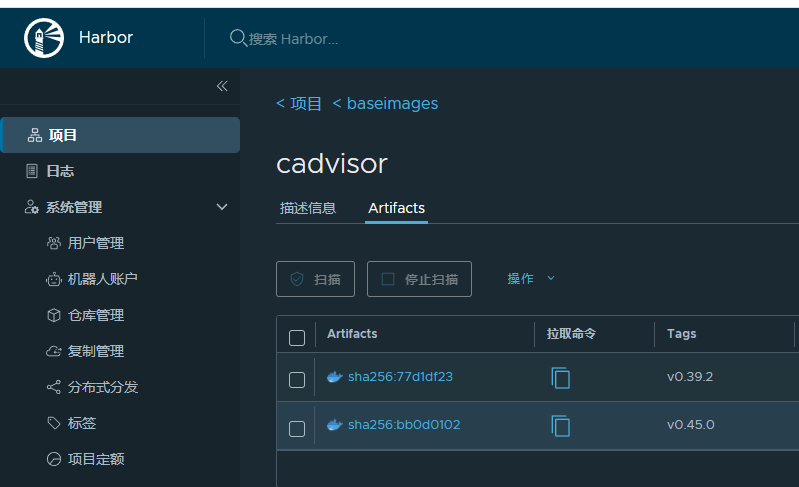 Harbor
搜索 Harbor...
项目
日志
系统管理
用户管理
机器人账户
仓库管理
复制管理
分布式分发
标签
项目定额
< 项目 < baseimages
cadvisor
描述信息 Artifacts
扫描 停止扫描 操作
Artifacts 拉取命令 Tags
sha256:77d1df23 v0.39.2
sha256:bb0d0102 v0.45.0